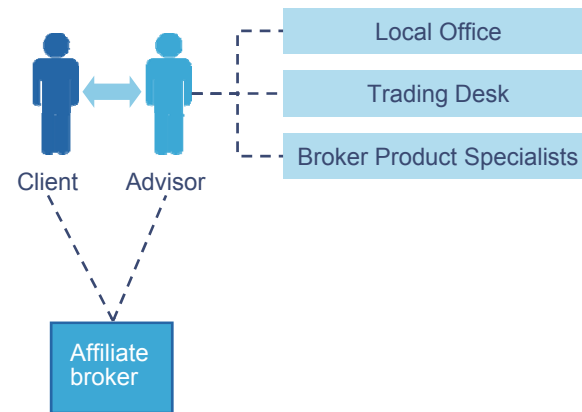 Local Office
Trading Desk
Broker Product Specialists
Client
Advisor
Affiliate
broker